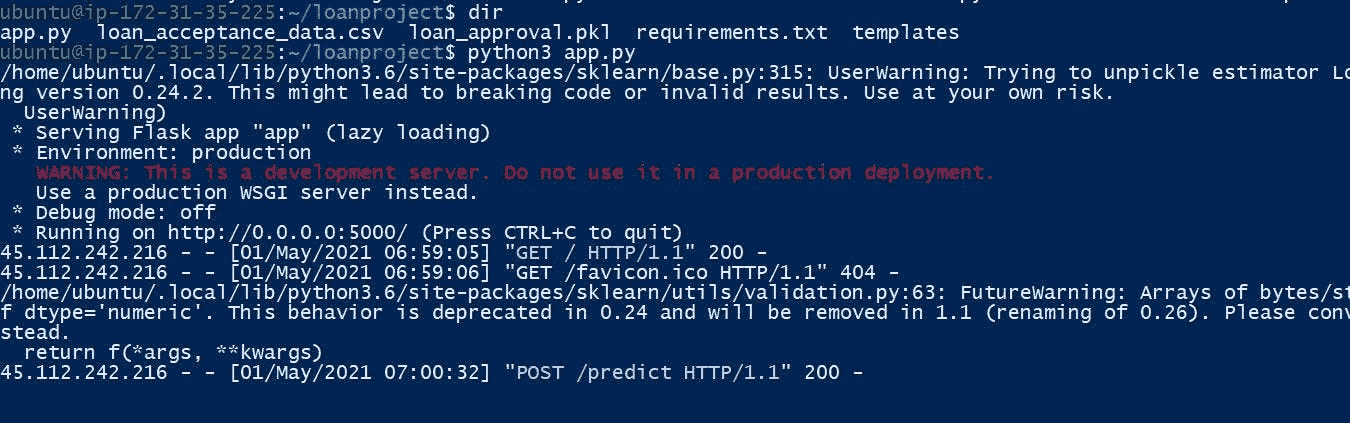 ubuntu@ip-172-31-35-225:~/loanproject$ dir
app.py  loan_acceptance_data.csv  loan_approval.pkl  requirements.txt  templates
ubuntu@ip-172-31-35-225:~/loanproject$ python3 app.py
/home/ubuntu/.local/lib/python3.6/site-packages/sklearn/base.py:315: UserWarning: Trying to unpickle estimator Lo
ng version 0.24.2. This might lead to breaking code or invalid results. Use at your own risk.
  UserWarning)
 * Serving Flask app "app" (lazy loading)
 * Environment: production
   WARNING: This is a development server. Do not use it in a production deployment.
   Use a production WSGI server instead.
 * Debug mode: off
 * Running on http://0.0.0.0:5000/ (Press CTRL+C to quit)
45.112.242.216 - - [01/May/2021 06:59:05] "GET / HTTP/1.1" 200 -
45.112.242.216 - - [01/May/2021 06:59:06] "GET /favicon.ico HTTP/1.1" 404 -
/home/ubuntu/.local/lib/python3.6/site-packages/sklearn/utils/validation.py:63: FutureWarning: Arrays of bytes/st
f dtype='numeric'. This behavior is deprecated in 0.24 and will be removed in 1.1 (renaming of 0.26). Please conv
stead.
  return f(*args, **kwargs)
45.112.242.216 - - [01/May/2021 07:00:32] "POST /predict HTTP/1.1" 200 -